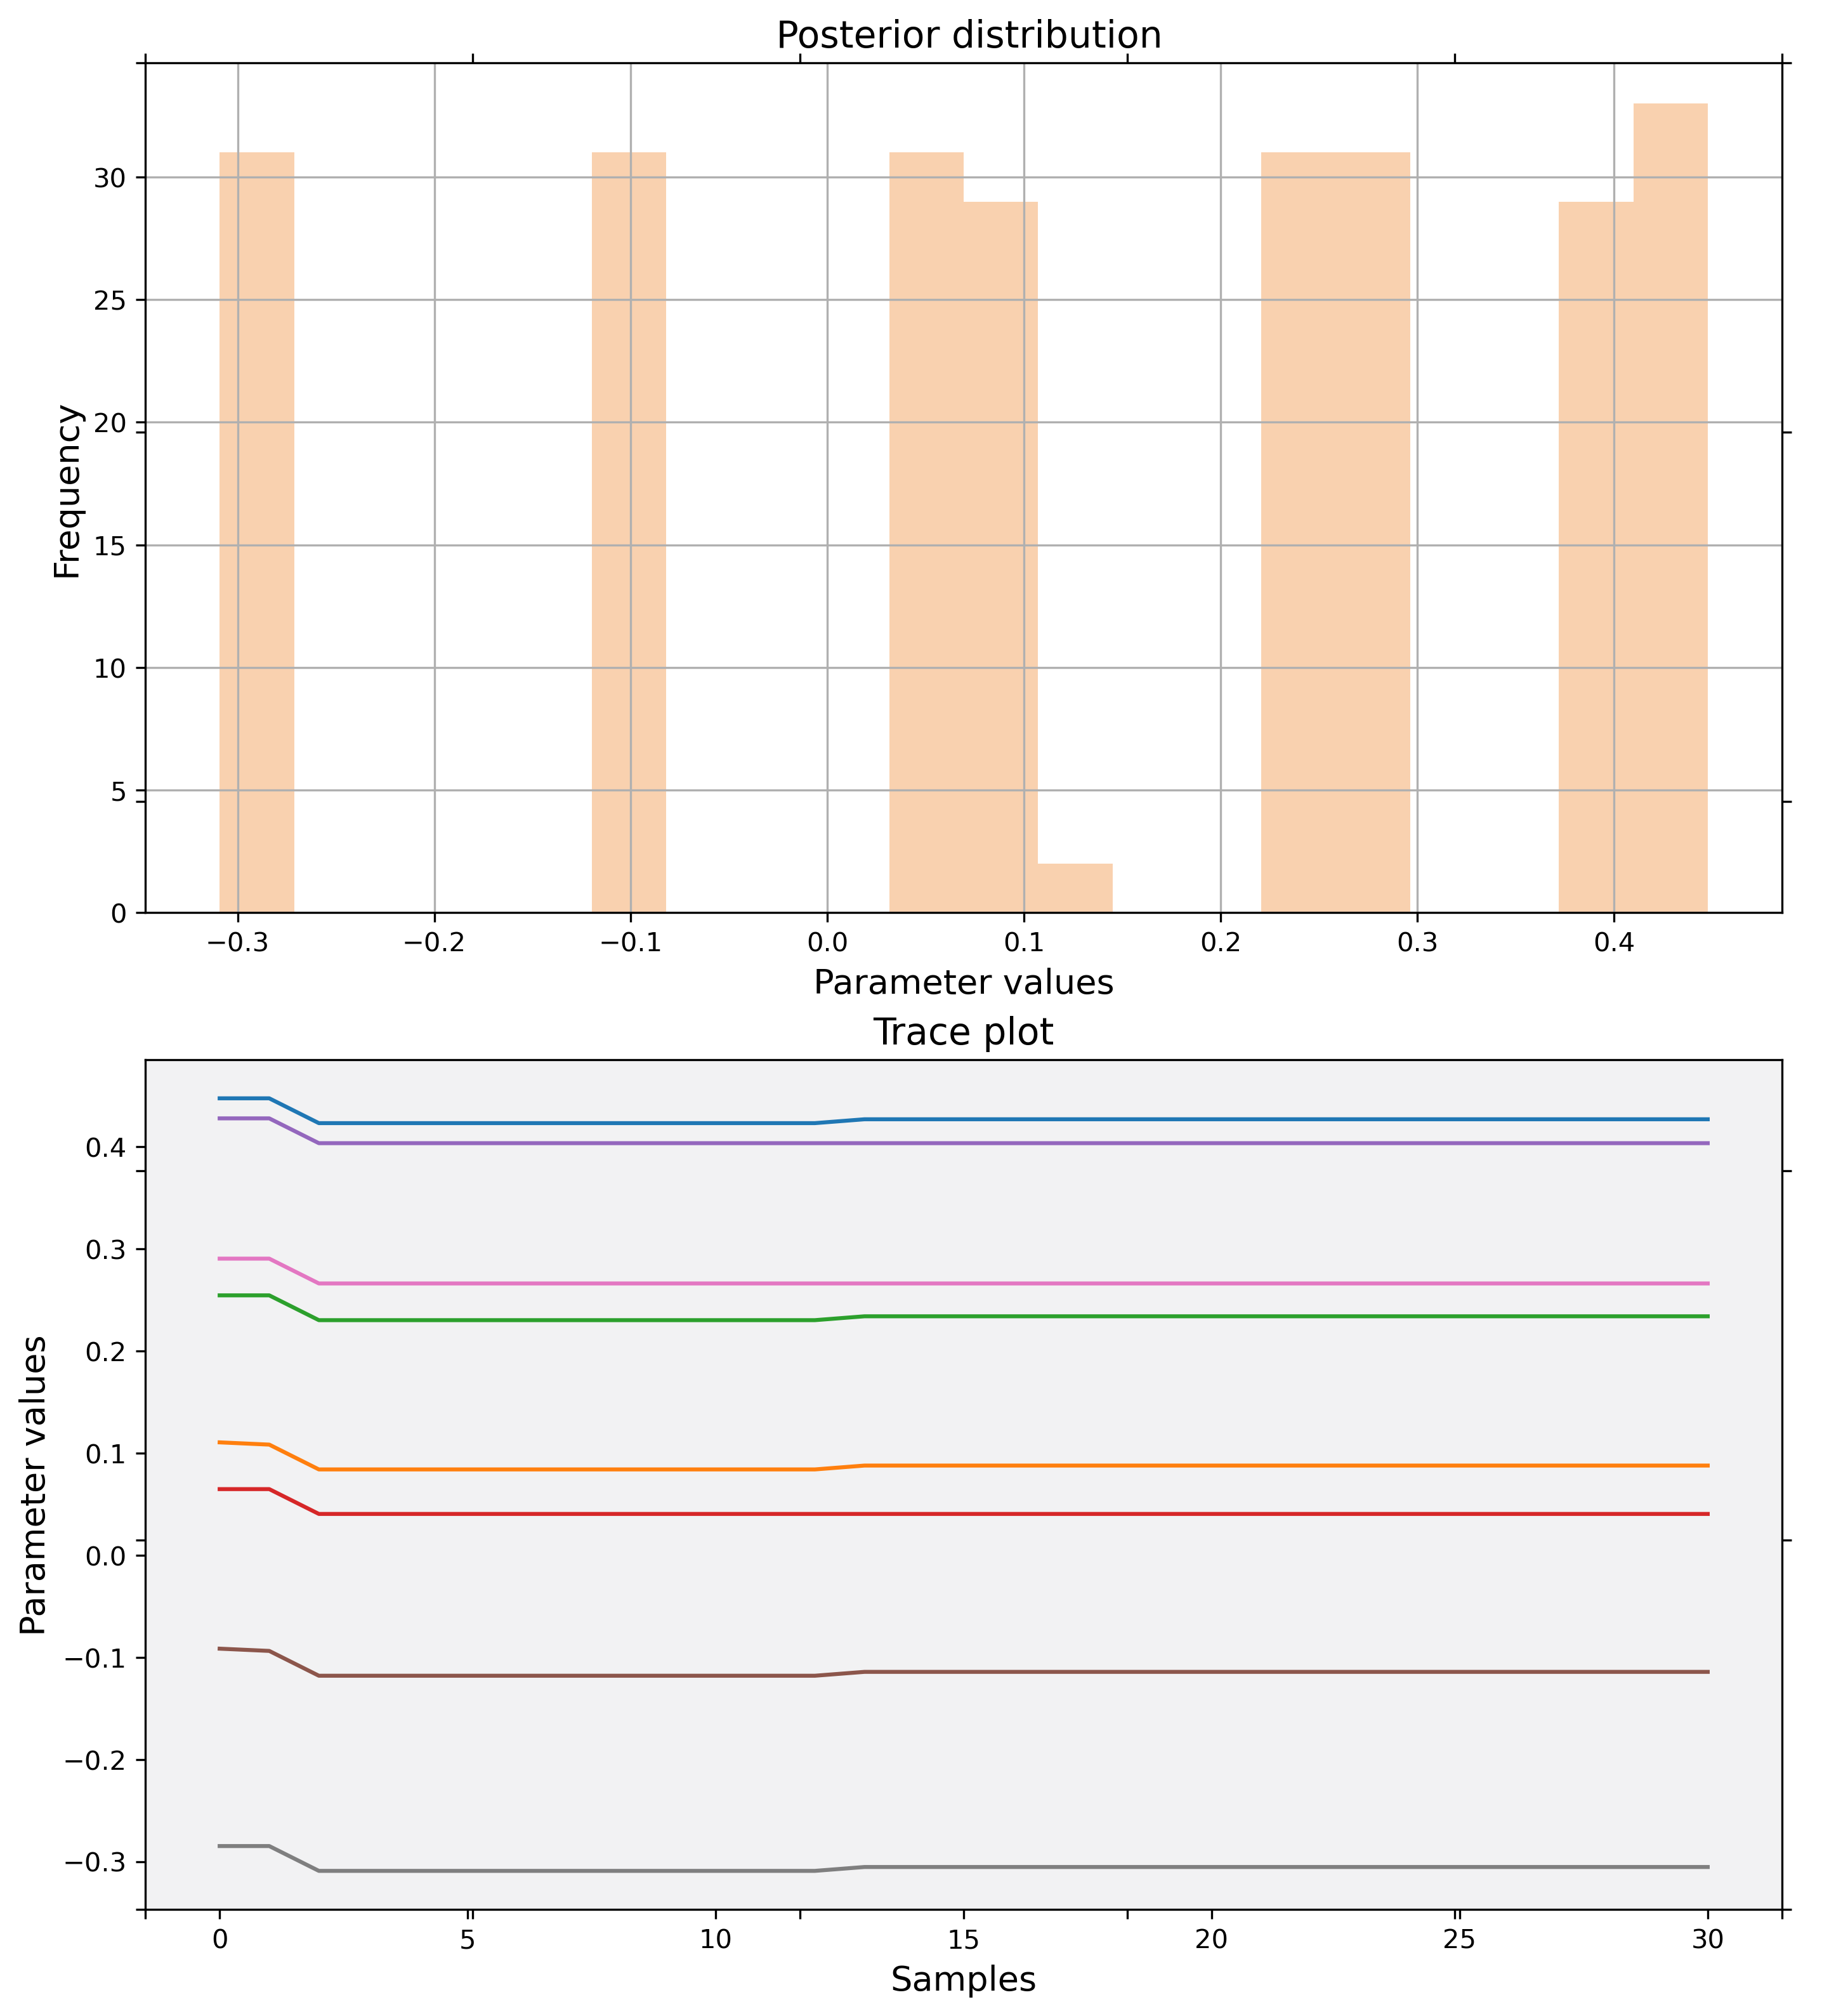 Posterior distribution
Frequency
30
25
20
15
10
5
0
−0.3 −0.2 −0.1 0.0 0.1 0.2 0.3 0.4
Parameter values
Trace plot
Parameter values
0.4
0.3
0.2
0.1
0.0
−0.1
−0.2
−0.3
0 5 10 15 20 25 30
Samples